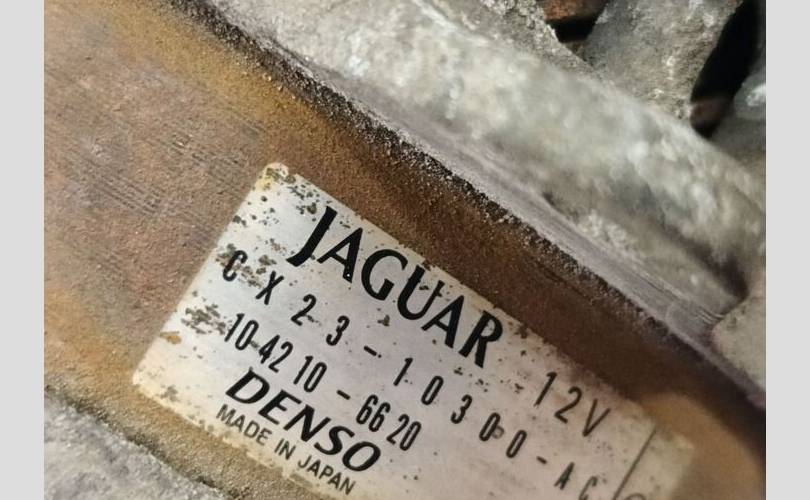 JAGUAR 12V
CX23-10300-AC
104210-6620
DENSO
MADE IN JAPAN